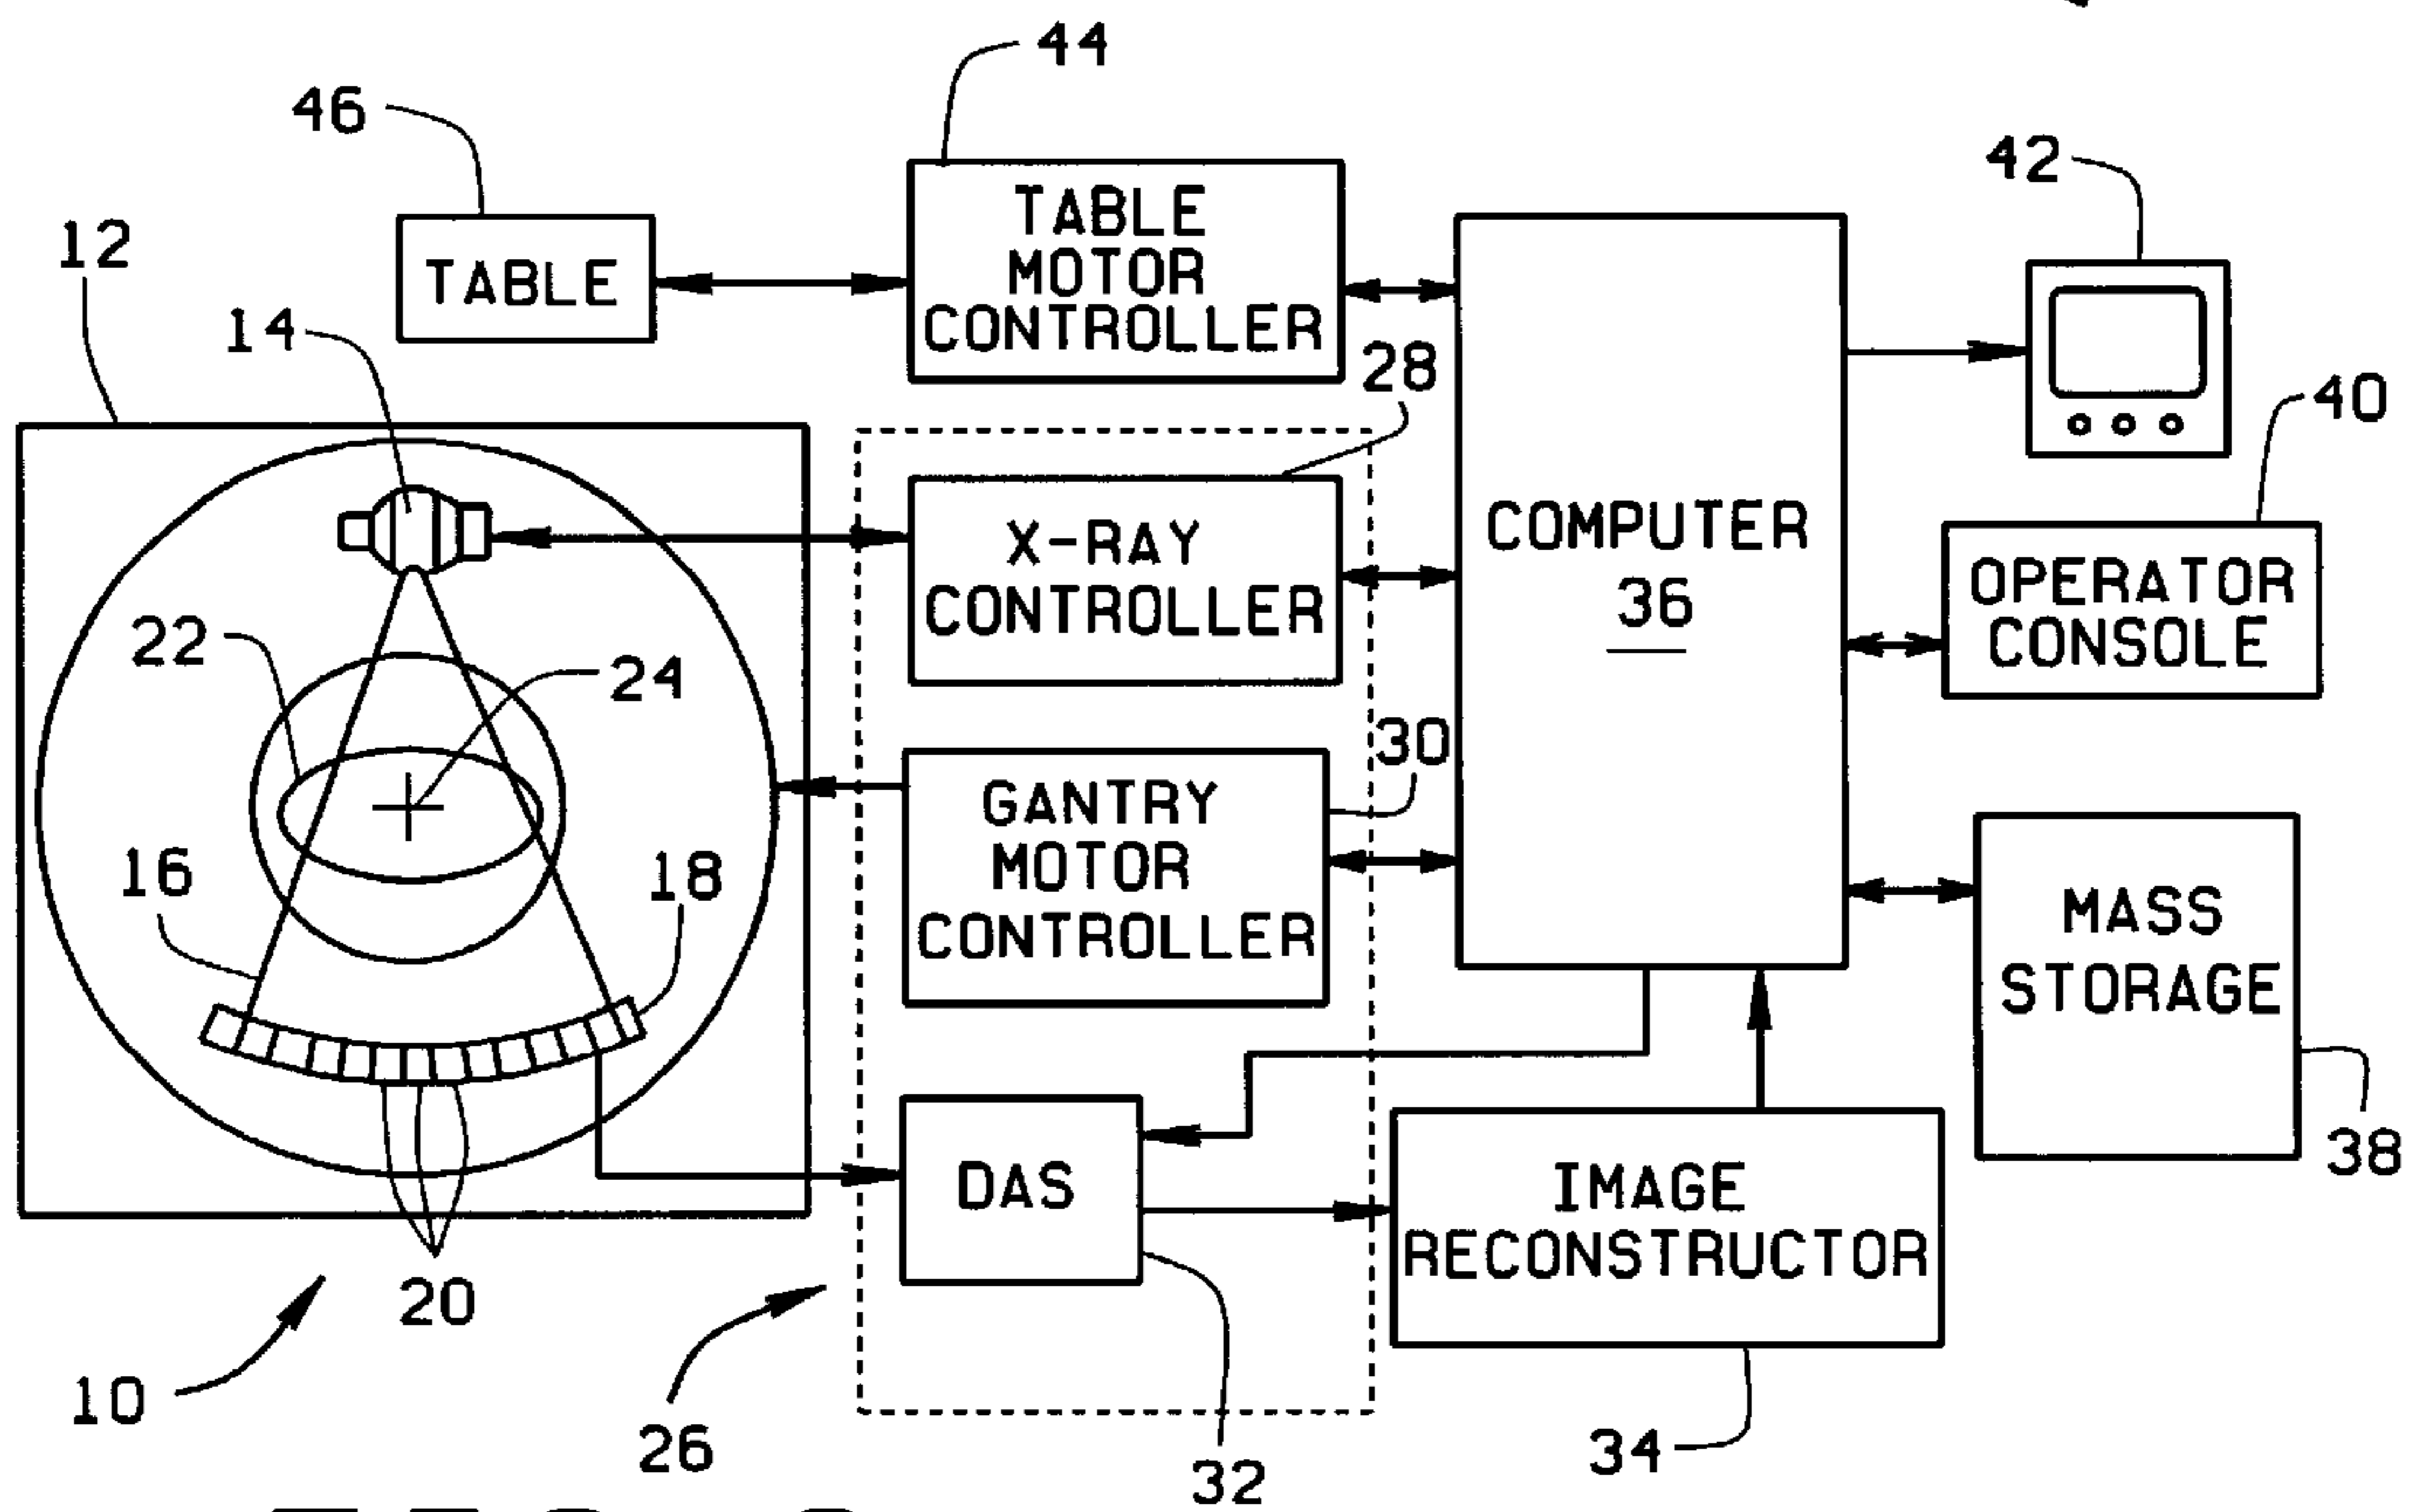 44
46
42
12
TABLE
MOTOR
CONTROLLER
TABLE
14
28
40
COMPUTER
36
X-RAY
CONTROLLER
OPERATOR
CONSOLE
22
24
30
GANTRY
MOTOR
CONTROLLER
16
18
MASS
STORAGE
38
DAS
IMAGE
RECONSTRUCTOR
20
10
26
32
34